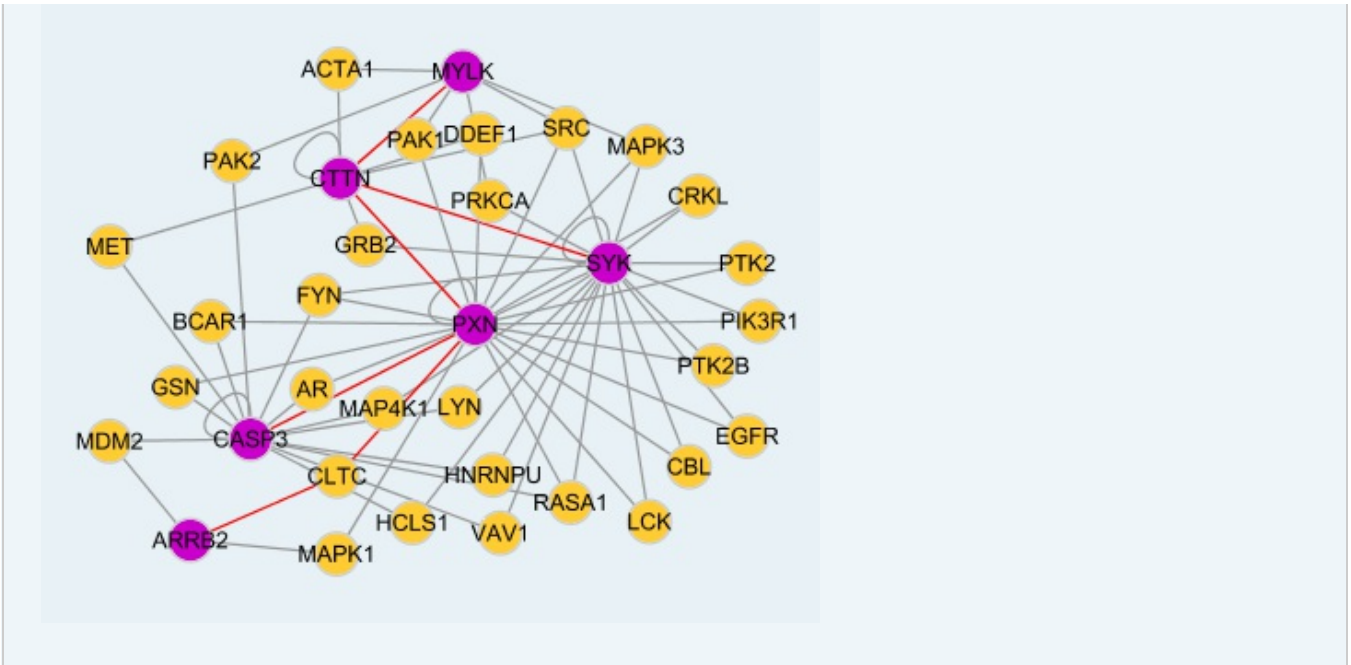 ACTA1
MYLK
PAK1
DDEF1
SRC
MAPK3
PAK2
CTTN
PRKCA
CRKL
MET
GRB2
SYK
PTK2
FYN
BCAR1
PXN
PIK3R1
PTK2B
GSN
AR
MAP4K1
LYN
MDM2
CASP3
EGFR
CLTC
HNRNPU
CBL
RASA1
ARRB2
HCLS1
VAV1
LCK
MAPK1